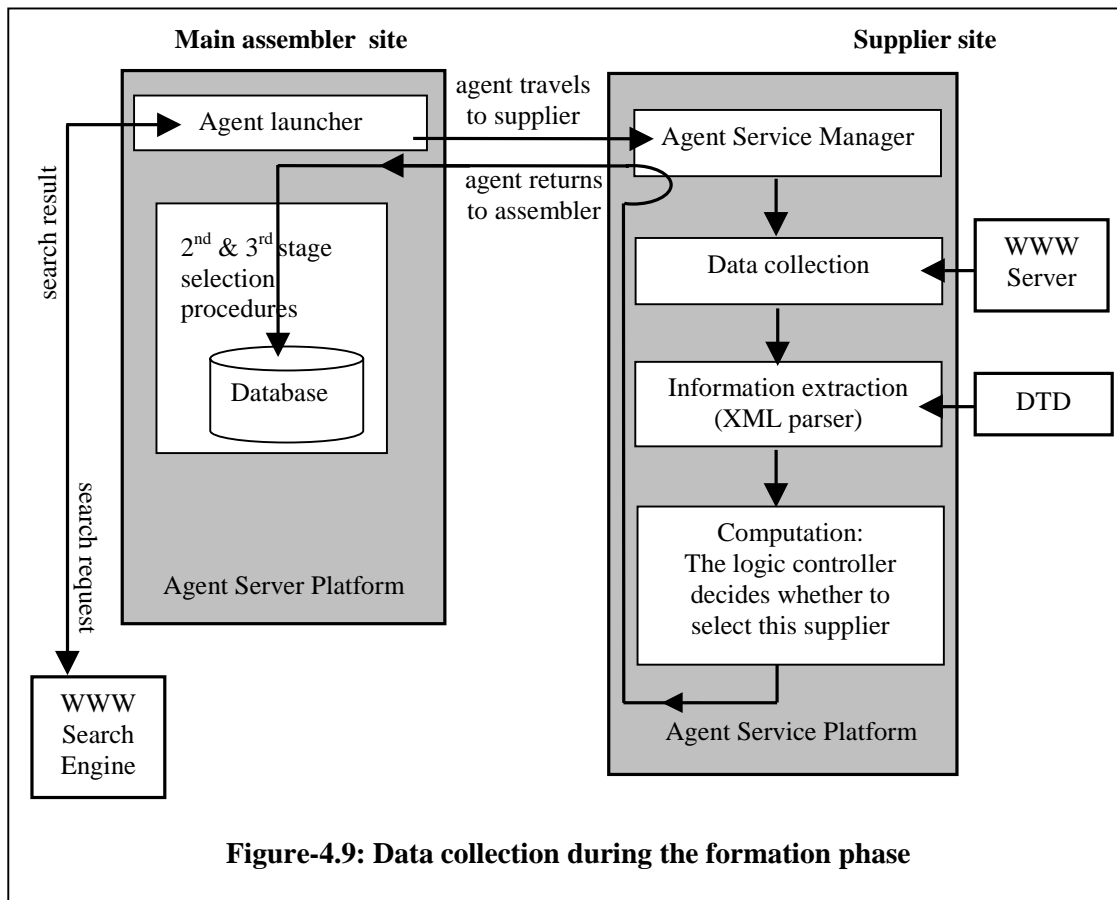 Main assembler site
Supplier site
agent travels
to supplier
Agent launcher
Agent Service Manager
agent returns
to assembler
search result
2nd & 3rd stage
selection
procedures
Data collection
WWW
Server
Database
Information extraction
(XML parser)
DTD
search request
Computation:
The logic controller
decides whether to
select this supplier
Agent Server Platform
Agent Service Platform
WWW
Search
Engine
Figure-4.9: Data collection during the formation phase